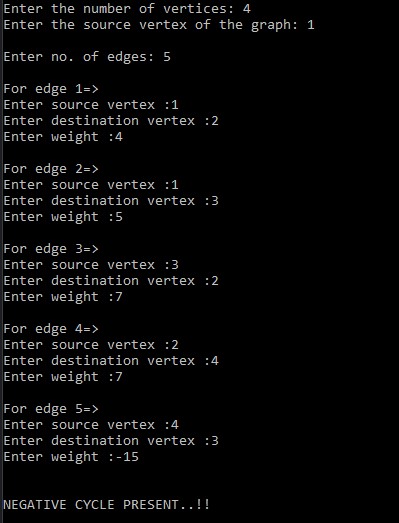 Enter the number of vertices: 4
Enter the source vertex of the graph: 1
Enter no. of edges: 5
For edge 1=>
Enter source vertex :1
Enter destination vertex :2
Enter weight :4
For edge 2=>
Enter source vertex :1
Enter destination vertex :3
Enter weight :5
For edge 3=>
Enter source vertex :3
Enter destination vertex :2
Enter weight :7
For edge 4=>
Enter source vertex :2
Enter destination vertex :4
Enter weight :7
For edge 5=>
Enter source vertex :4
Enter destination vertex :3
Enter weight :-15
NEGATIVE CYCLE PRESENT..!!